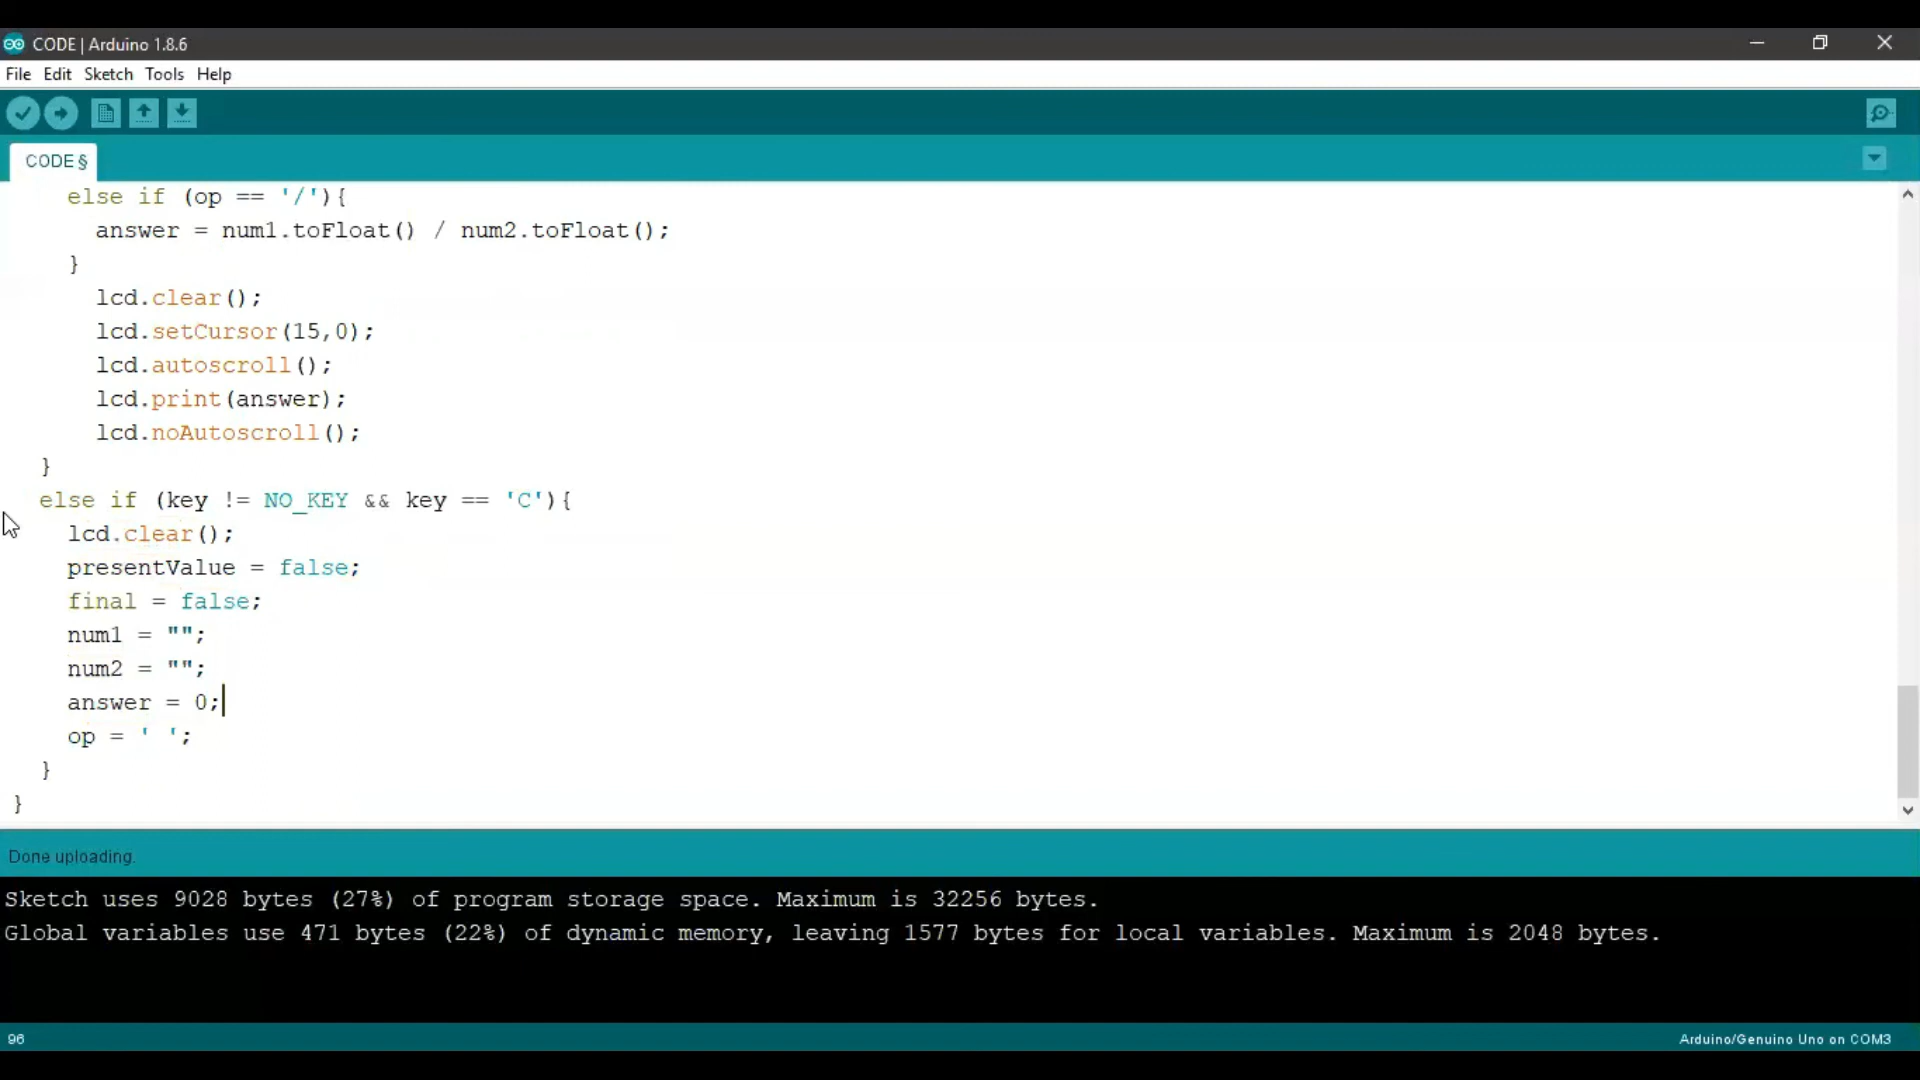 CODE | Arduino 1.8.6
File Edit Sketch Tools Help
CODE §
else if (op == '/'){
answer = num1.toFloat() / num2.toFloat();
}
lcd.clear();
lcd.setCursor(15,0);
lcd.autoscroll();
lcd.print(answer);
lcd.noAutoscroll();
}
else if (key != NO_KEY && key == 'C'){
lcd.clear();
presentValue = false;
final = false;
num1 = "";
num2 = "";
answer = 0;
op = ' ';
}
}
Done uploading.
Sketch uses 9028 bytes (27%) of program storage space. Maximum is 32256 bytes.
Global variables use 471 bytes (22%) of dynamic memory, leaving 1577 bytes for local variables. Maximum is 2048 bytes.
96
Arduino/Genuino Uno on COM3